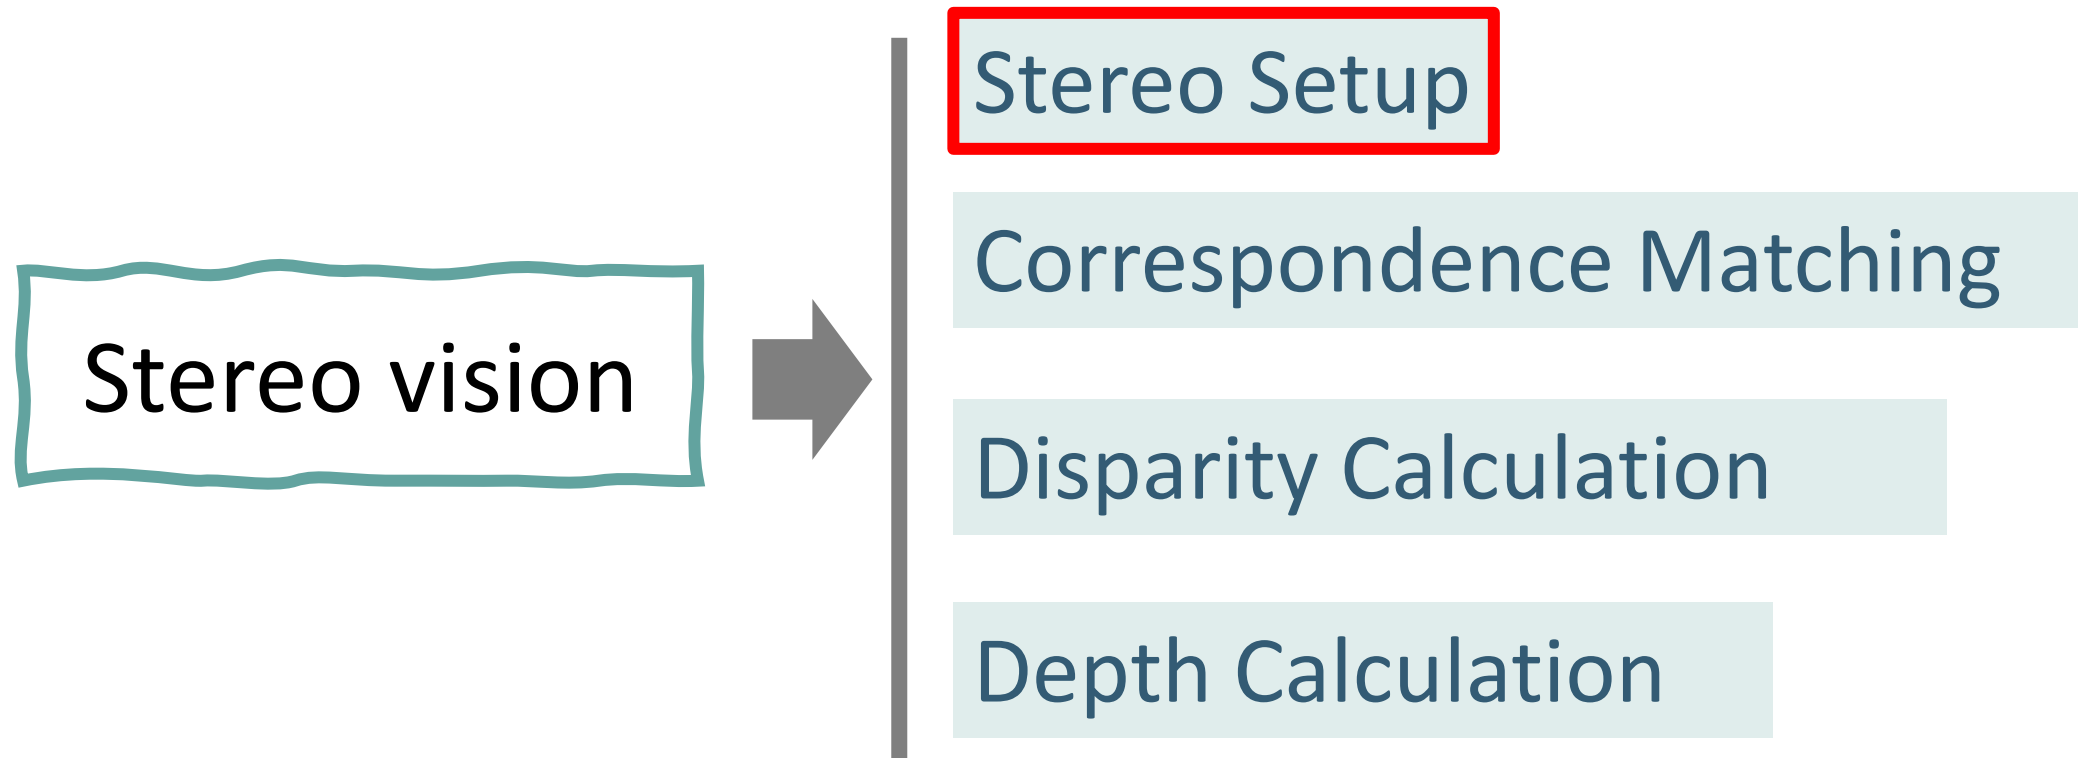 Stereo vision
Stereo Setup
Correspondence Matching
Disparity Calculation
Depth Calculation